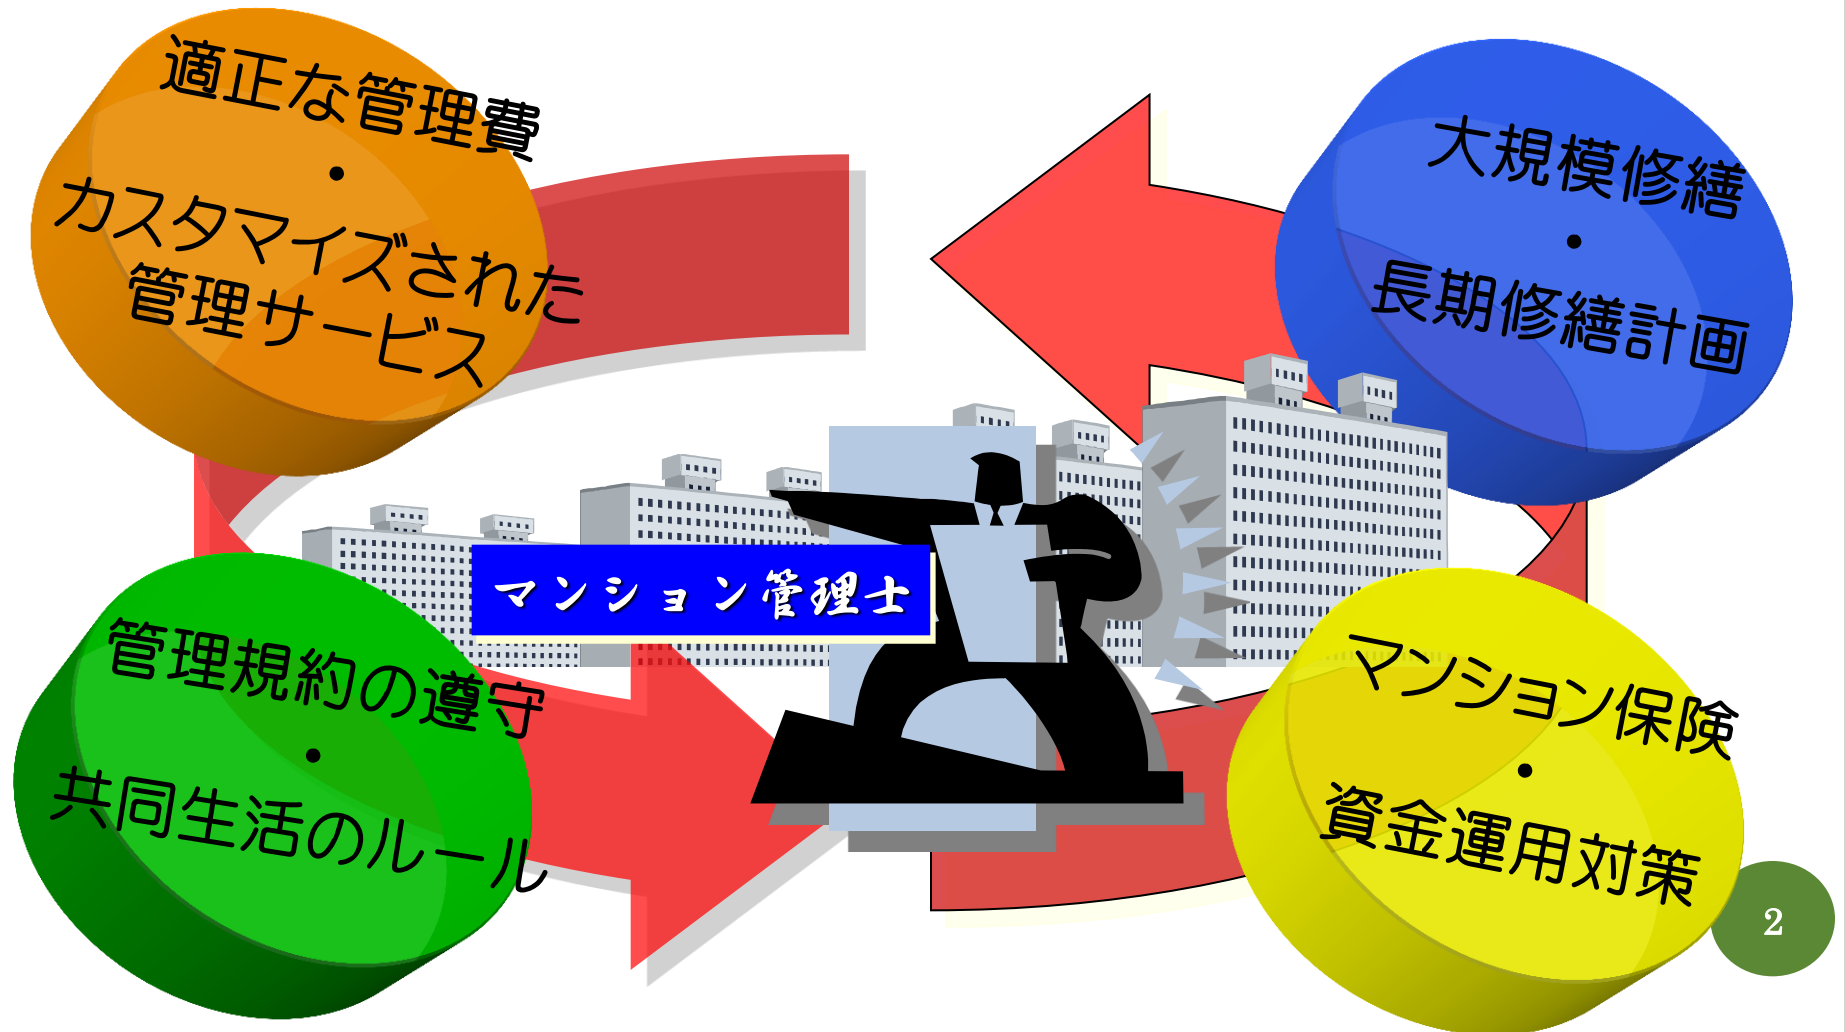 適正な管理費
・
カスタマイズされた
管理サービス
大規模修繕
・
長期修繕計画
マンション管理士
管理規約の遵守
・
共同生活のルール
マンション保険
・
資金運用対策
2